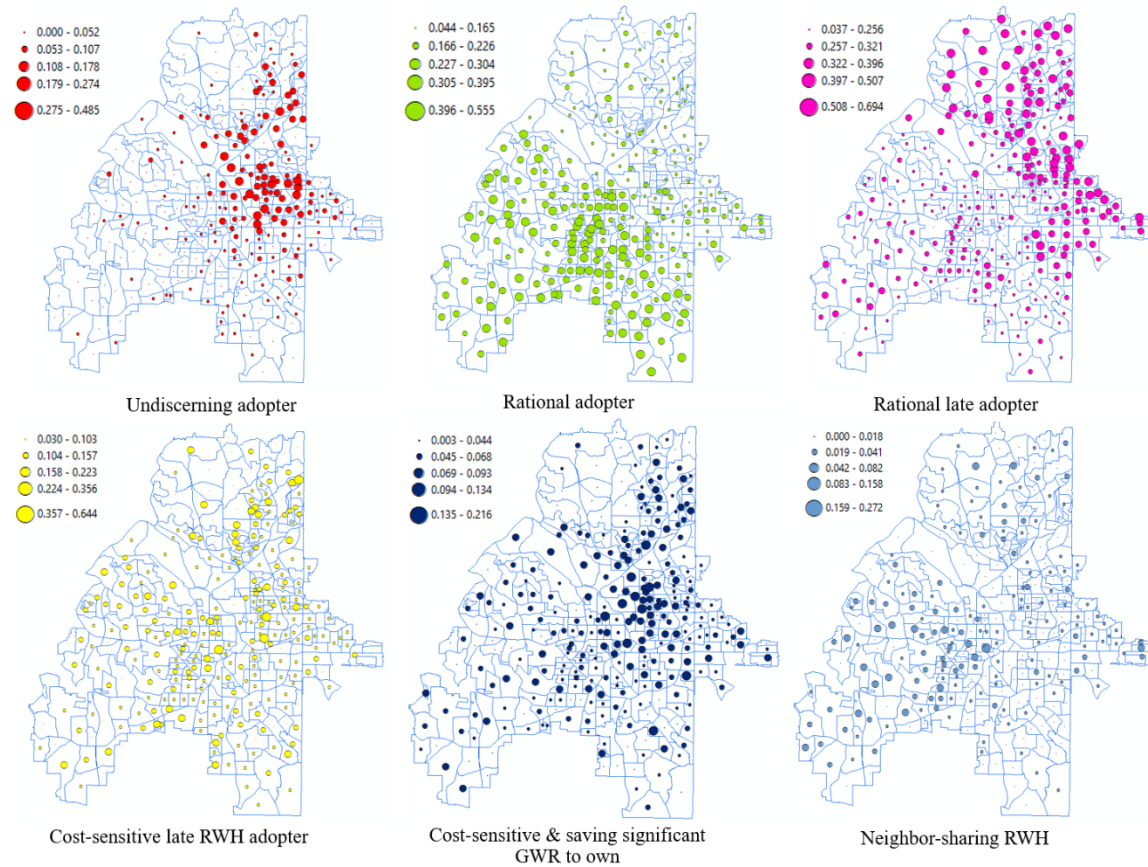 0.000 - 0.052
0.053 - 0.107
0.108 - 0.178
0.179 - 0.274
0.275 - 0.485
Undiscerning adopter
0.044 - 0.165
0.166 - 0.226
0.227 - 0.304
0.305 - 0.395
0.396 - 0.555
Rational adopter
0.037 - 0.256
0.257 - 0.321
0.322 - 0.396
0.397 - 0.507
0.508 - 0.694
Rational late adopter
0.030 - 0.103
0.104 - 0.157
0.158 - 0.223
0.224 - 0.356
0.357 - 0.644
Cost-sensitive late RWH adopter
0.003 - 0.044
0.045 - 0.068
0.069 - 0.093
0.094 - 0.134
0.135 - 0.216
Cost-sensitive & saving significant
GWR to own
0.000 - 0.018
0.019 - 0.041
0.042 - 0.082
0.083 - 0.158
0.159 - 0.272
Neighbor-sharing RWH